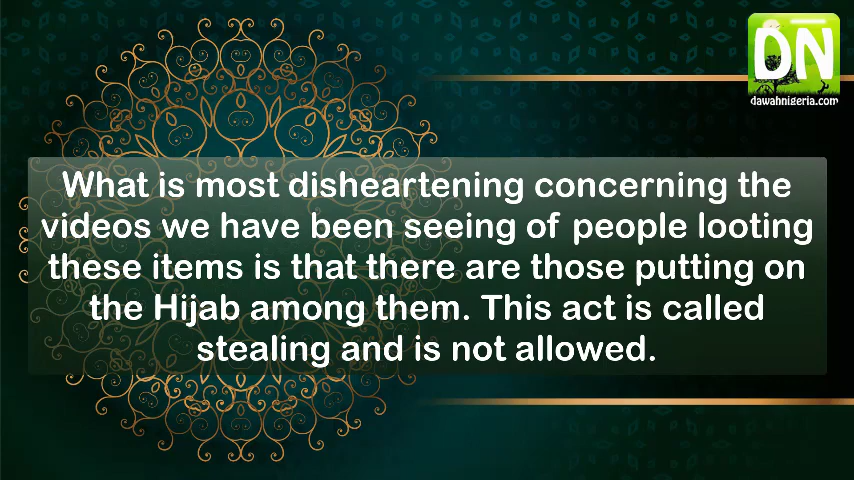 DN
dawahnigeria.com
What is most disheartening concerning the
videos we have been seeing of people looting
these items is that there are those putting on
the Hijab among them. This act is called
stealing and is not allowed.